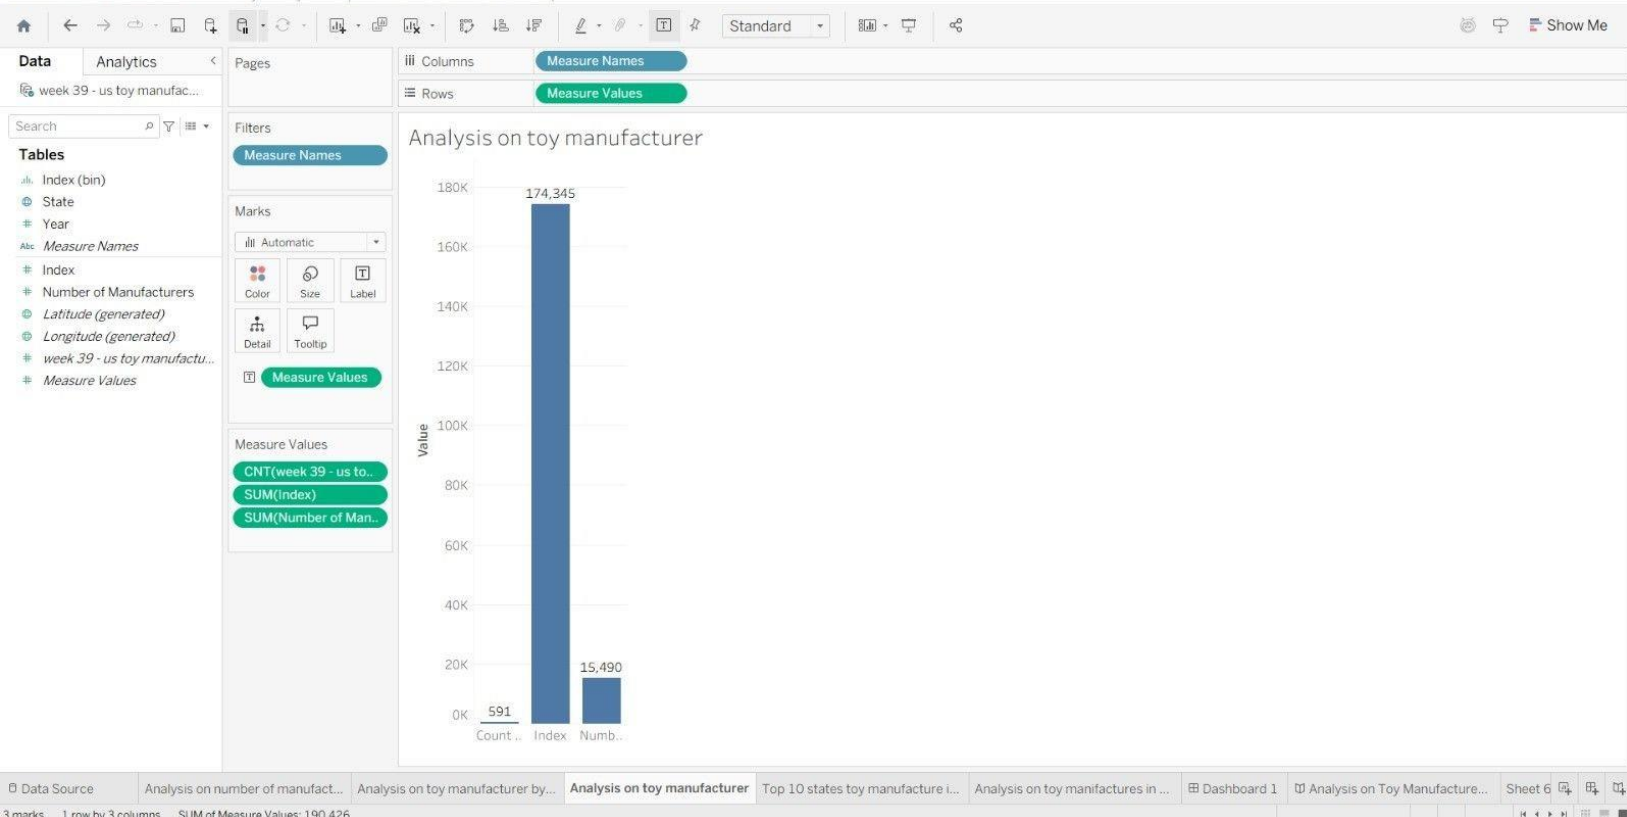 Standard
Show Me
Data
Analytics
Pages
Columns
Measure Names
week 39 - us toy manufac...
Rows
Measure Values
Search
Filters
Measure Names
Tables
Index (bin)
State
Year
Abc Measure Names
Index
Number of Manufacturers
Latitude (generated)
Longitude (generated)
week 39 - us toy manufactu...
Measure Values
Marks
Automatic
Color
Size
Label
Detail
Tooltip
Measure Values
Measure Values
CNT(week 39 - us to..
SUM(Index)
SUM(Number of Man..
Analysis on toy manufacturer
180K
174,345
160K
140K
120K
100K
Value
80K
60K
40K
20K
15,490
0K
591
Count ..
Index
Numb..
Data Source
Analysis on number of manufact...
Analysis on toy manufacturer by...
Analysis on toy manufacturer
Top 10 states toy manufacture i...
Analysis on toy manifactures in ...
Dashboard 1
Analysis on Toy Manufacture...
Sheet 6
3 marks
1 row by 3 columns
SUM of Measure Values: 190,426